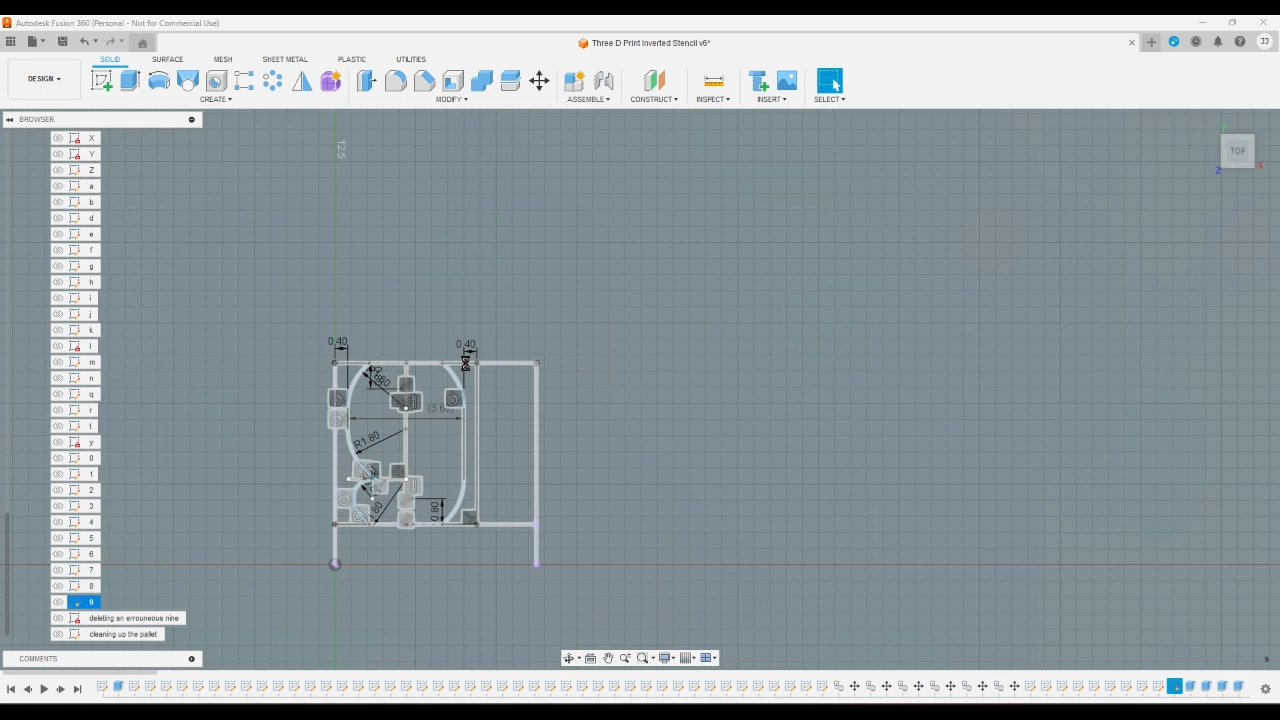 Autodesk Fusion 360 (Personal - Not for Commercial Use)
Three D Print Inverted Stencil v6*
JJ
DESIGN
SOLID SURFACE MESH SHEET METAL PLASTIC UTILITIES
CREATE MODIFY ASSEMBLE CONSTRUCT INSPECT INSERT SELECT
BROWSER
X
Y
Z
a
b
d
e
f
g
h
i
j
k
l
m
n
q
r
t
y
0
1
2
3
4
5
6
7
8
9
deleting an errouneous nine
cleaning up the pallet
12.5
0.40
0.40
R1.80
0.80
TOP
X
Z
COMMENTS
9